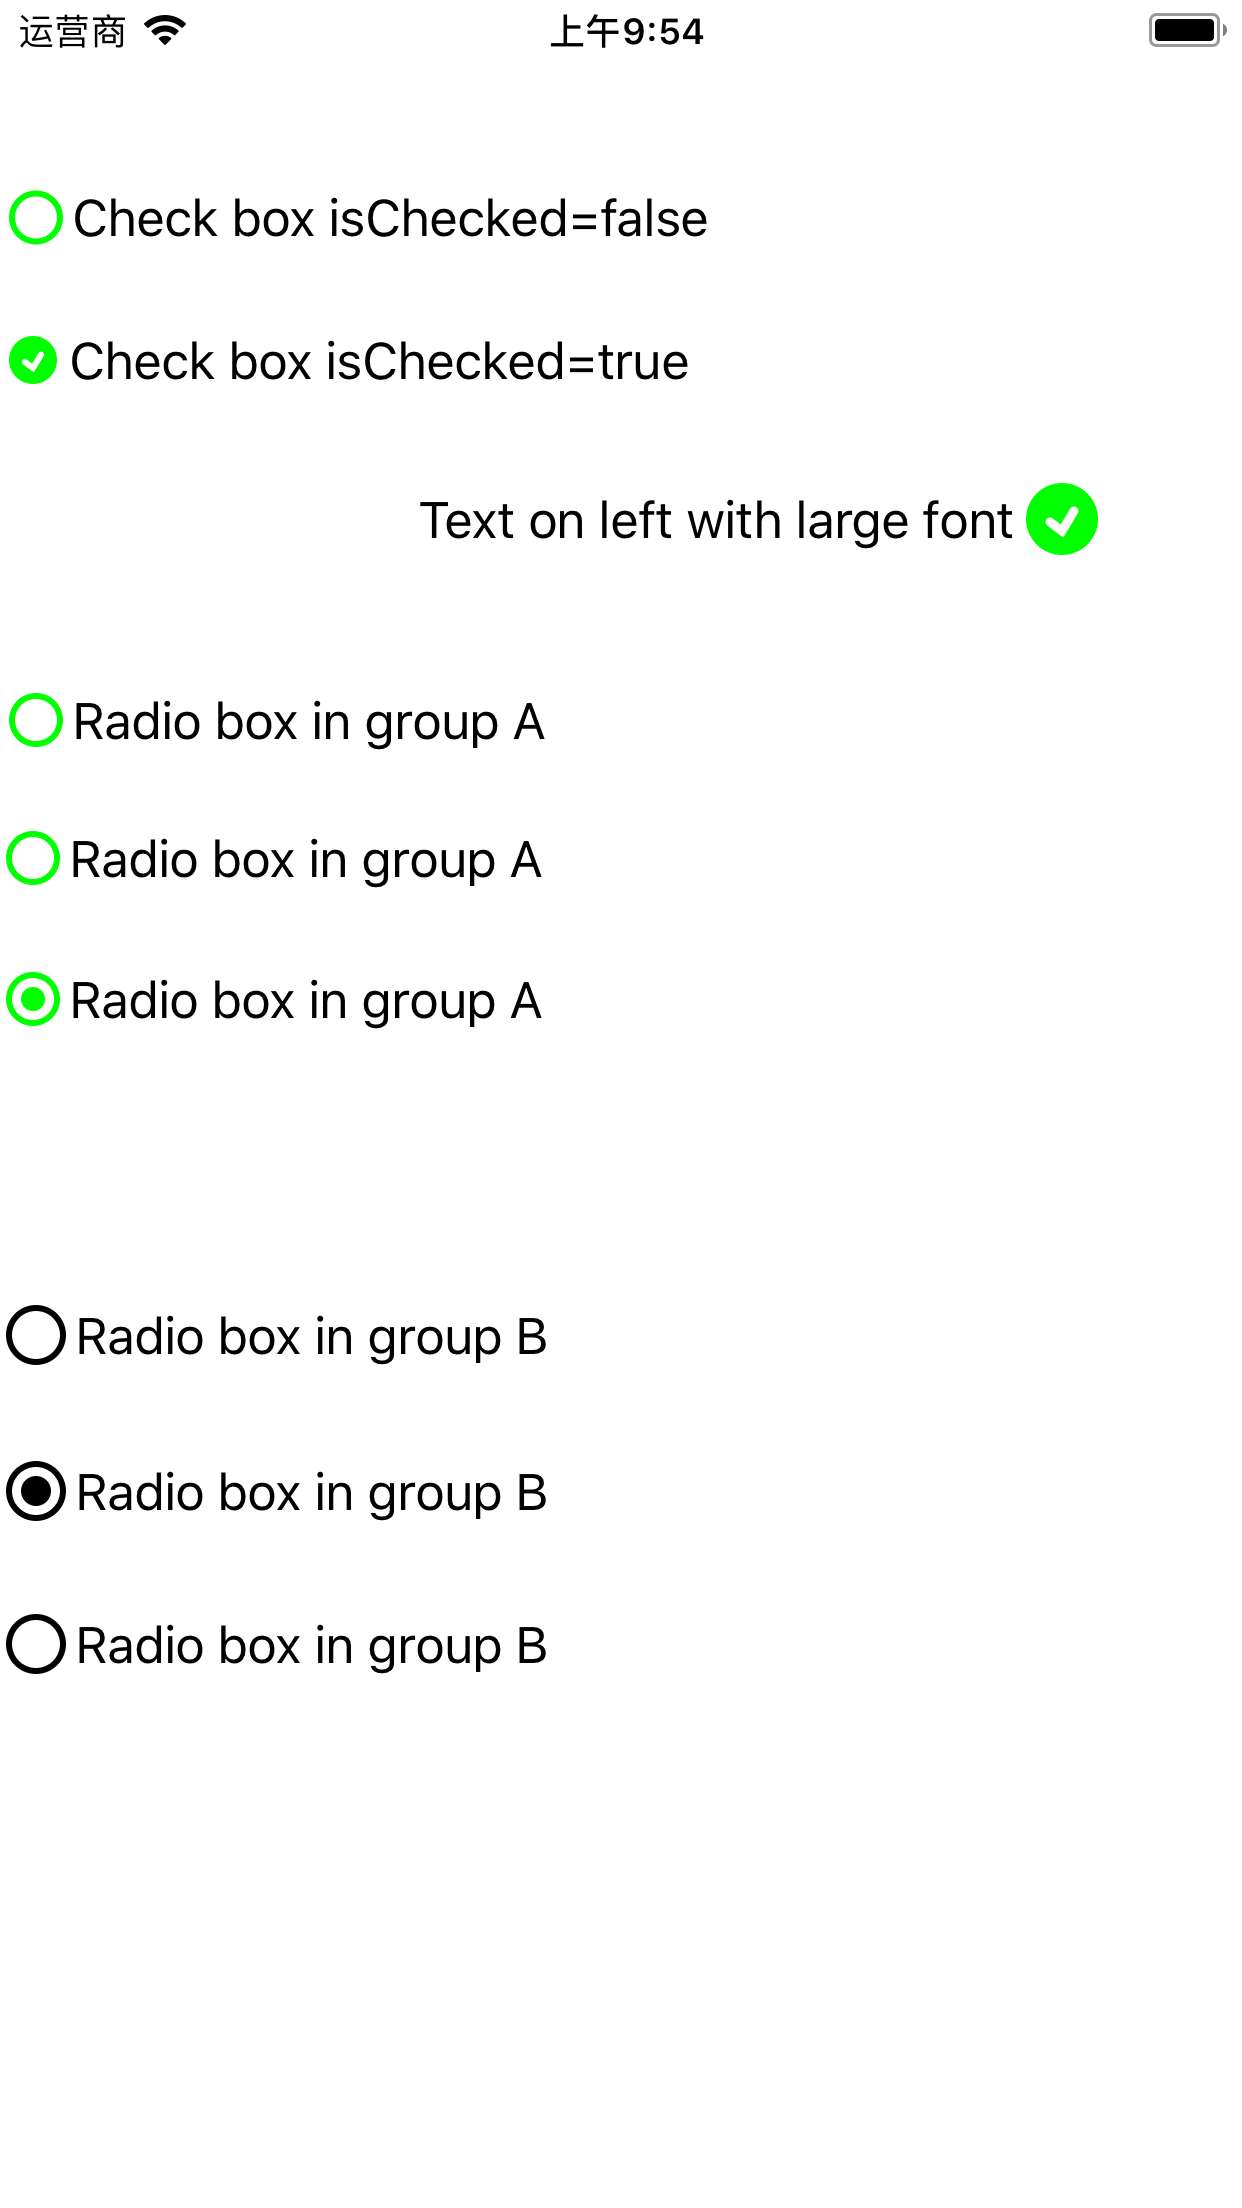 运营商 上午9:54
Check box isChecked=false
Check box isChecked=true
Text on left with large font
Radio box in group A
Radio box in group A
Radio box in group A
Radio box in group B
Radio box in group B
Radio box in group B